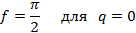 f = π/2 для q = 0